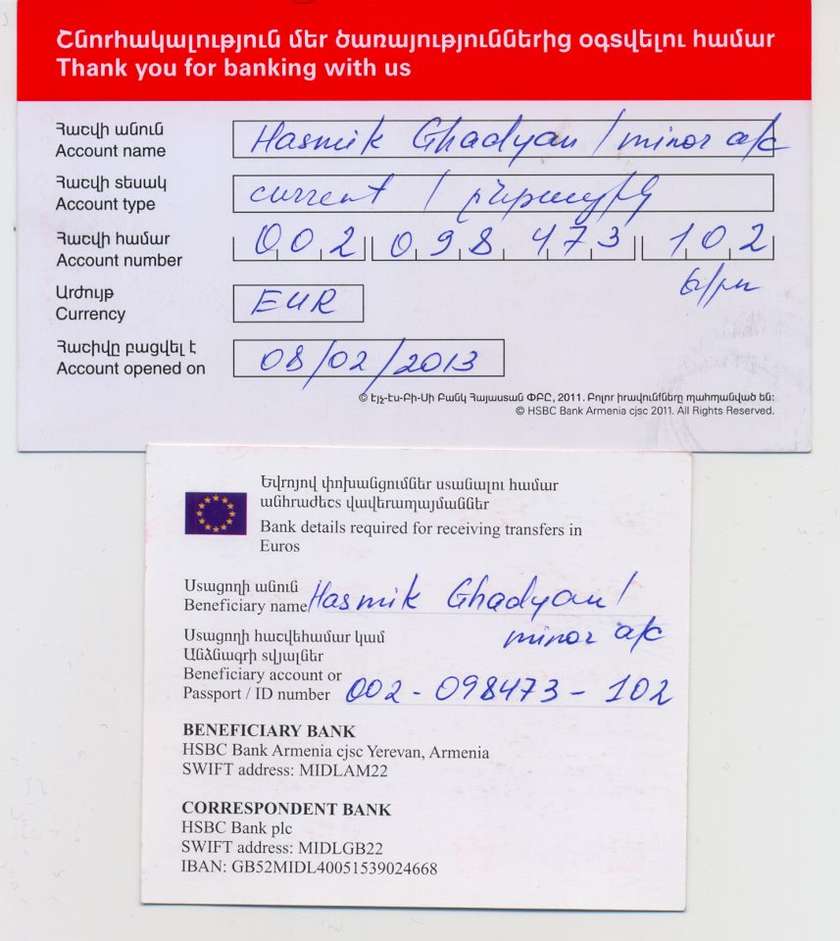 Շնորհակալություն մեր ծառայություններից օգտվելու համար
Thank you for banking with us
Հաշվի անուն
Account name
Hasmik Ghadyan / minor a/c
Հաշվի տեսակ
Account type
current / ընթացիկ
Հաշվի համար
Account number
002 098 473 102
Արժույթ
Currency
EUR
Հաշիվը բացվել է
Account opened on
08/02/2013
© Էյչ-Էս-Բի-Սի Բանկ Հայաստան ՓԲԸ, 2011. Բոլոր իրավունքները պահպանված են:
© HSBC Bank Armenia cjsc 2011. All Rights Reserved.
Եվրոյով փոխանցումներ ստանալու համար
անհրաժեշտ վավերապայմաններ
Bank details required for receiving transfers in
Euros
Ստացողի անուն
Beneficiary name Hasmik Ghadyan /
minor a/c
Ստացողի հաշվեհամար կամ
Անձնագրի տվյալներ
Beneficiary account or
Passport / ID number 002 - 098473 - 102
BENEFICIARY BANK
HSBC Bank Armenia cjsc Yerevan, Armenia
SWIFT address: MIDLAM22
CORRESPONDENT BANK
HSBC Bank plc
SWIFT address: MIDLGB22
IBAN: GB52MIDL40051539024668